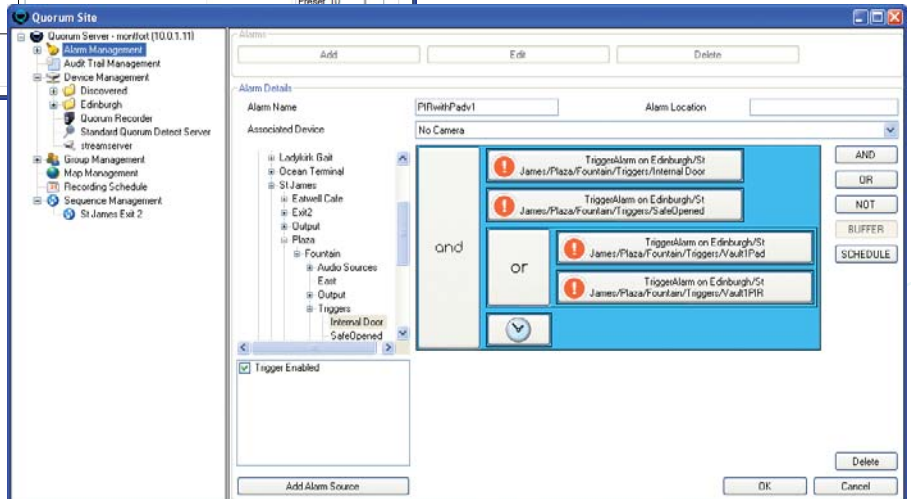 Preset 10
Quorum Site
Quorum Server - montfort (10.0.1.11)
Alarm Management
Audit Trail Management
Device Management
Discovered
Edinburgh
Quorum Recorder
Standard Quorum Detect Server
streamserver
Group Management
Map Management
Recording Schedule
Sequence Management
St James Exit 2
Alarms
Add
Edit
Delete
Alarm Details
Alarm Name
PIRwithPadv1
Alarm Location
Associated Device
No Camera
Ladykirk Gait
Ocean Terminal
St James
Eatwell Cafe
Exit2
Output
Plaza
Fountain
Audio Sources
East
Output
Triggers
Internal Door
SafeOpened
and
TriggerAlarm on Edinburgh/St
James/Plaza/Fountain/Triggers/Internal Door
TriggerAlarm on Edinburgh/St
James/Plaza/Fountain/Triggers/SafeOpened
or
TriggerAlarm on Edinburgh/St
James/Plaza/Fountain/Triggers/Vault1Pad
TriggerAlarm on Edinburgh/St
James/Plaza/Fountain/Triggers/Vault1PIR
AND
OR
NOT
BUFFER
SCHEDULE
Trigger Enabled
Delete
Add Alarm Source
OK
Cancel